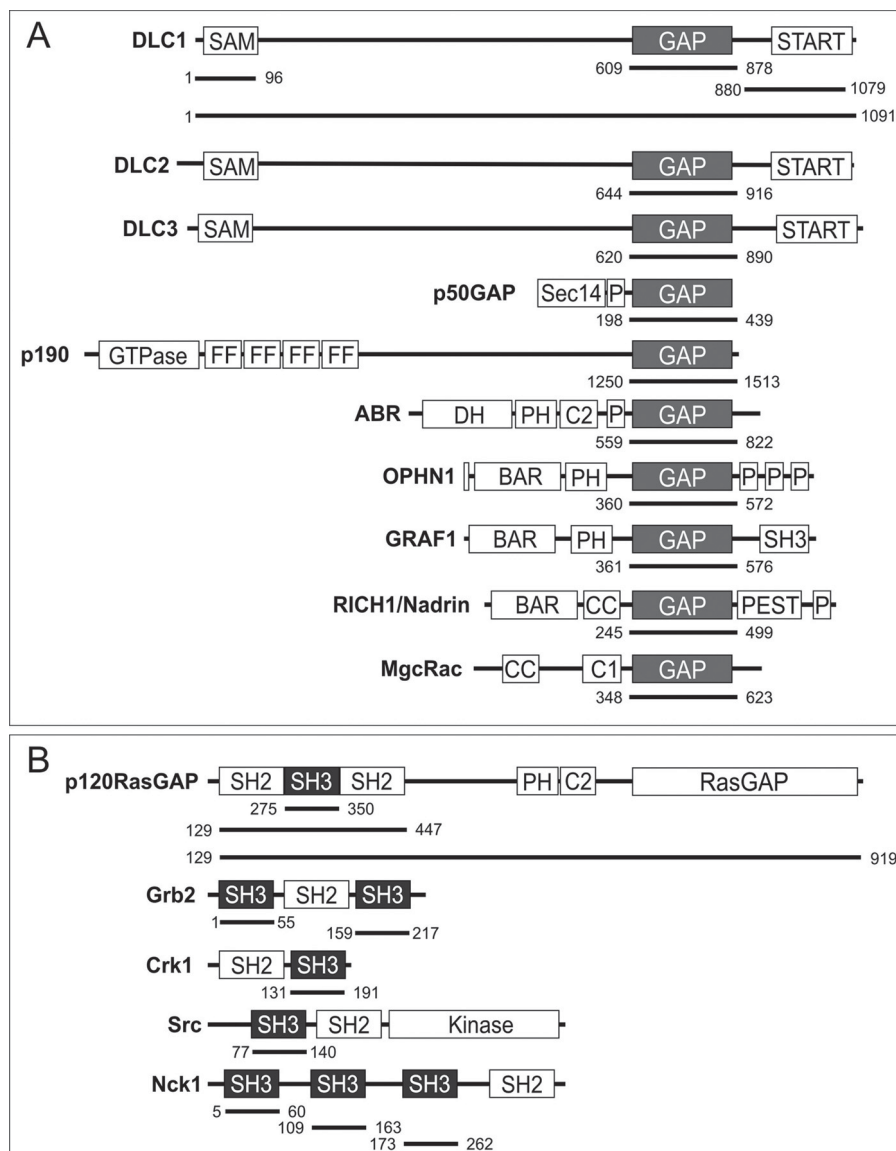 A
DLC1 SAM GAP START
1 96 609 878
880 1079
1 1091
DLC2 SAM GAP START
644 916
DLC3 SAM GAP START
620 890
p50GAP Sec14 P GAP
198 439
p190 GTPase FF FF FF FF GAP
1250 1513
ABR DH PH C2 P GAP
559 822
OPHN1 BAR PH GAP P P P
360 572
GRAF1 BAR PH GAP SH3
361 576
RICH1/Nadrin BAR CC GAP PEST P
245 499
MgcRac CC C1 GAP
348 623
B
p120RasGAP SH2 SH3 SH2 PH C2 RasGAP
275 350
129 447
129 919
Grb2 SH3 SH2 SH3
1 55 159 217
Crk1 SH2 SH3
131 191
Src SH3 SH2 Kinase
77 140
Nck1 SH3 SH3 SH3 SH2
5 60
109 163
173 262